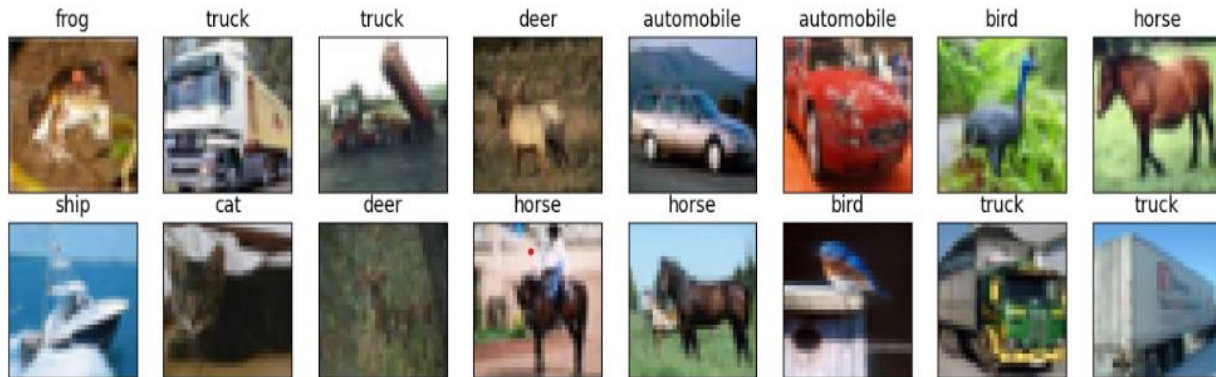 frog truck truck deer automobile automobile bird horse
ship cat deer horse horse bird truck truck